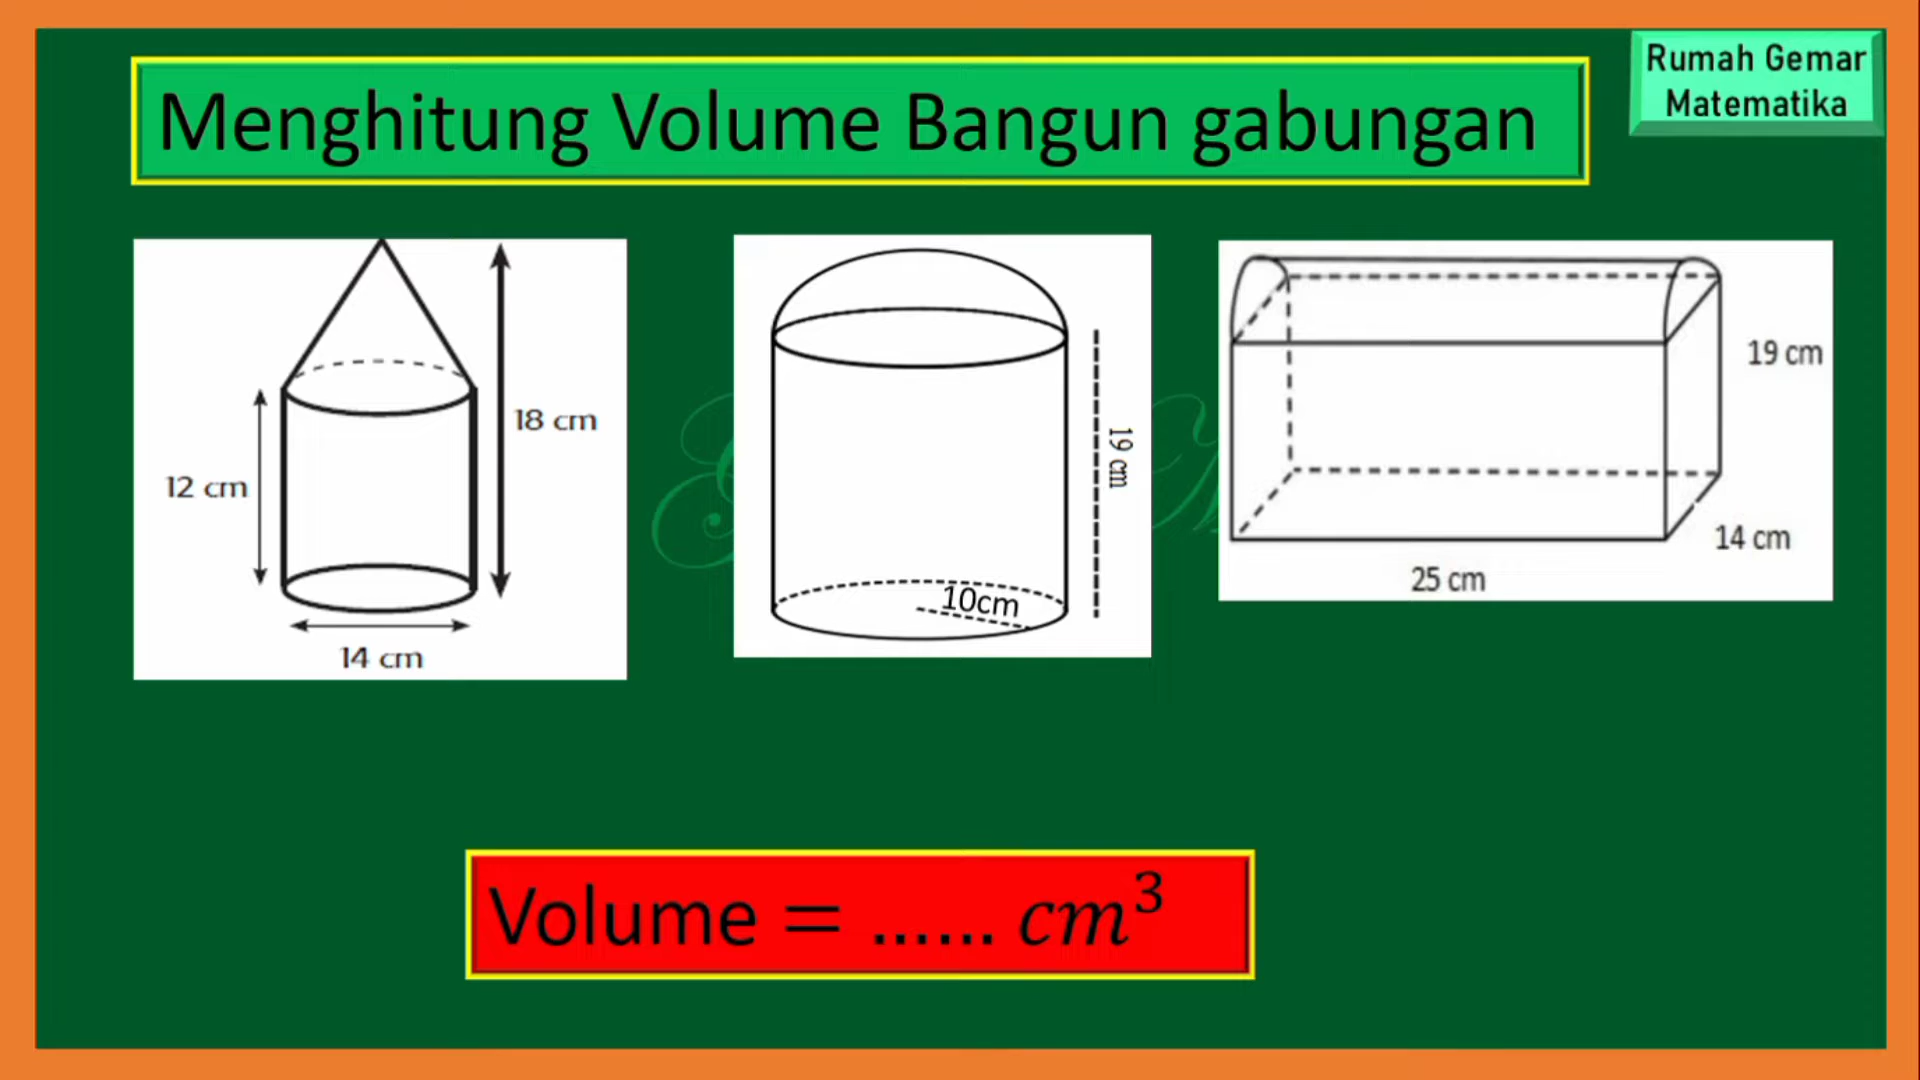 Menghitung Volume Bangun gabungan
Rumah Gemar
Matematika
18 cm
12 cm
14 cm
19 cm
10cm
19 cm
14 cm
25 cm
Volume = ...... cm³